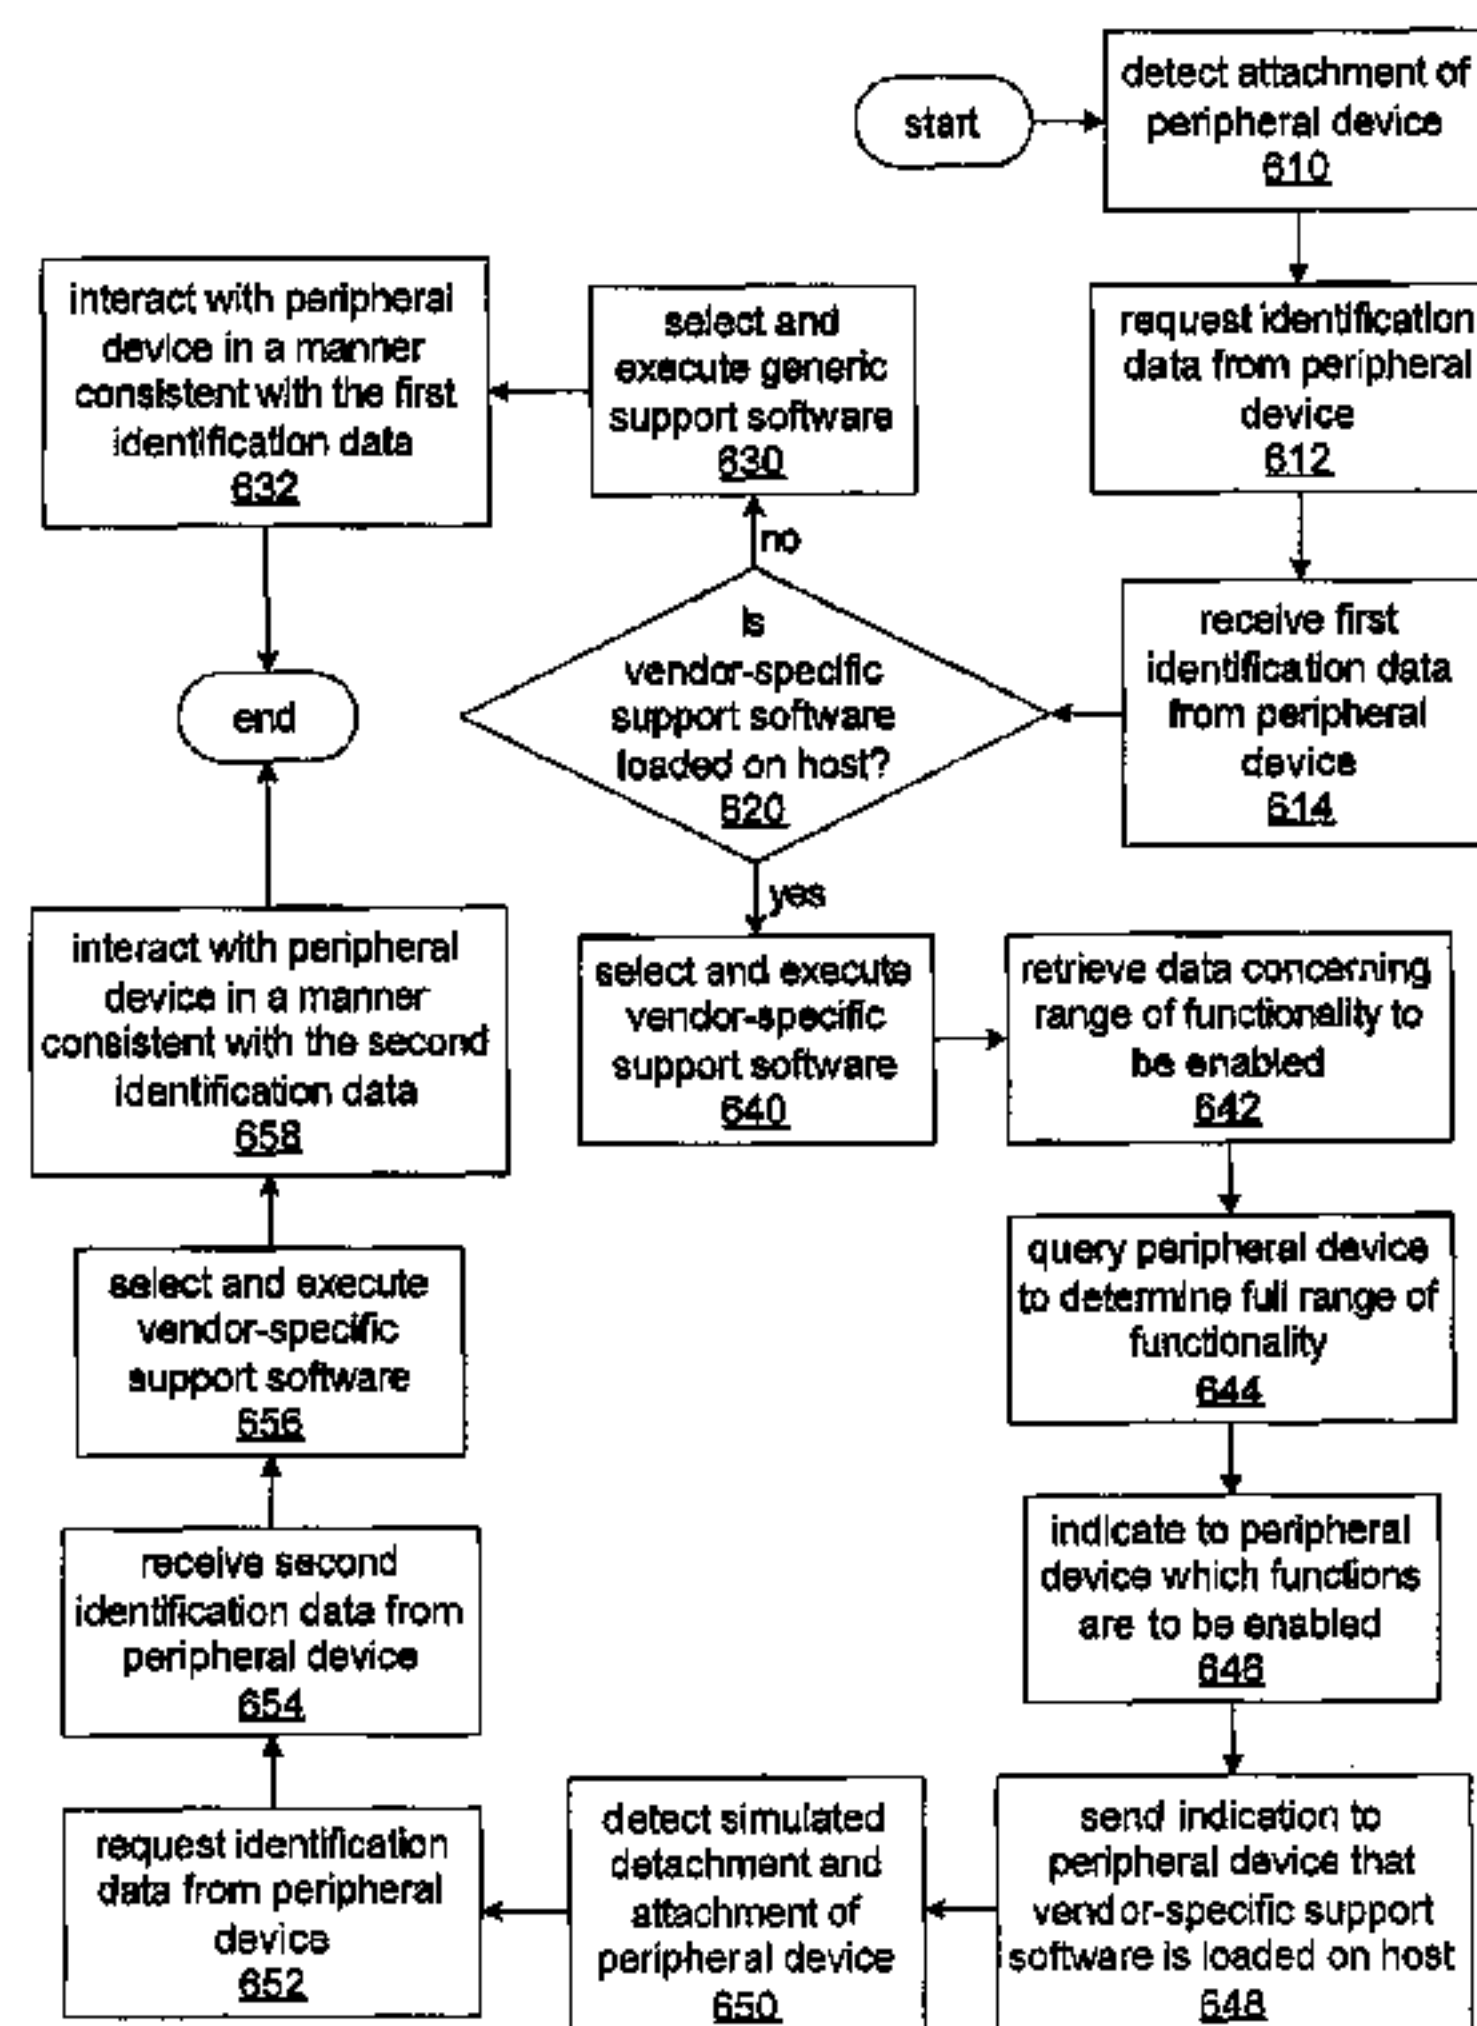 start
detect attachment of
peripheral device
610
request identification
data from peripheral
device
612
receive first
identification data
from peripheral
device
614
Is
vendor-specific
support software
loaded on host?
620
no
select and
execute generic
support software
630
interact with peripheral
device in a manner
consistent with the first
identification data
632
end
yes
select and execute
vendor-specific
support software
640
retrieve data concerning
range of functionality to
be enabled
642
query peripheral device
to determine full range of
functionality
644
indicate to peripheral
device which functions
are to be enabled
646
send indication to
peripheral device that
vendor-specific support
software is loaded on host
648
detect simulated
detachment and
attachment of
peripheral device
650
request identification
data from peripheral
device
652
receive second
identification data from
peripheral device
654
select and execute
vendor-specific
support software
656
interact with peripheral
device in a manner
consistent with the second
identification data
658